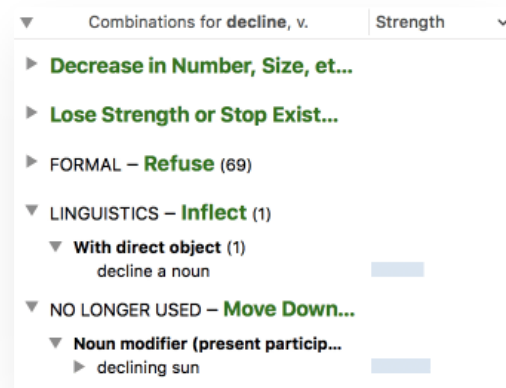 Combinations for decline, v. Strength
Decrease in Number, Size, et...
Lose Strength or Stop Exist...
FORMAL – Refuse (69)
LINGUISTICS – Inflect (1)
With direct object (1)
decline a noun
NO LONGER USED – Move Down...
Noun modifier (present particip...
declining sun